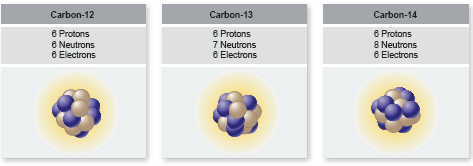 Carbon-12
6 Protons
6 Neutrons
6 Electrons
Carbon-13
6 Protons
7 Neutrons
6 Electrons
Carbon-14
6 Protons
8 Neutrons
6 Electrons